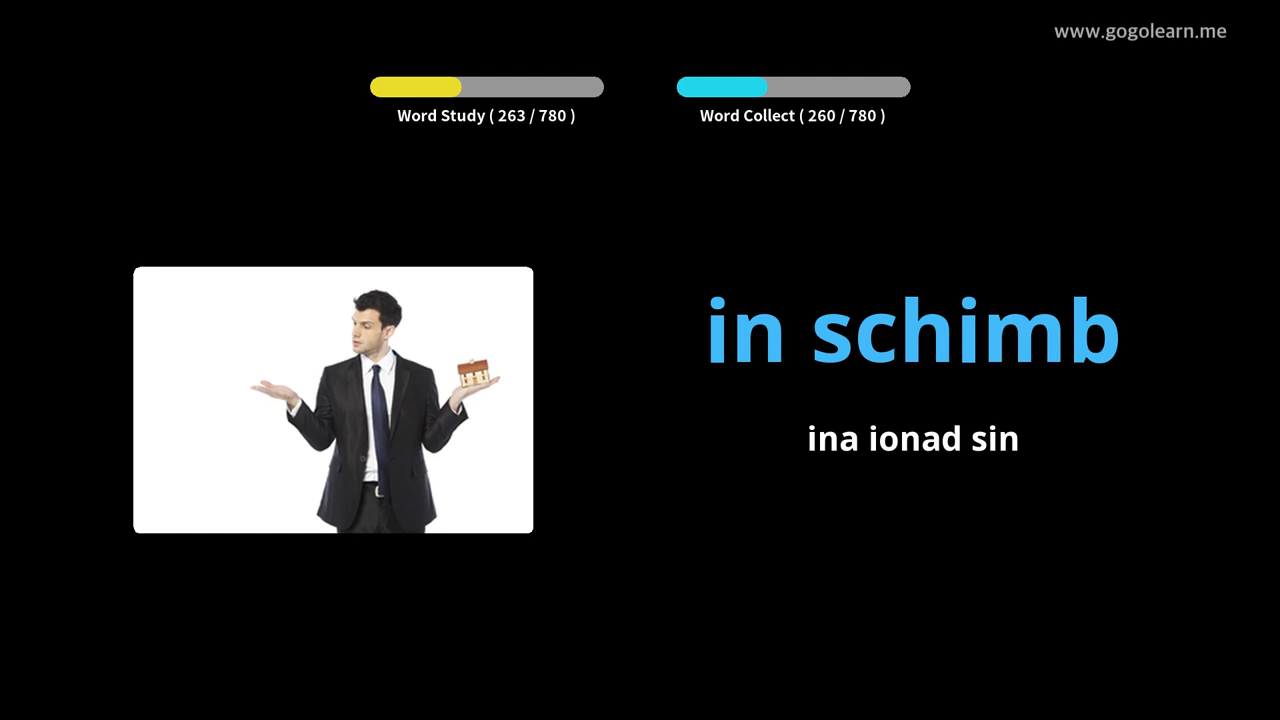 www.gogolearn.me
Word Study ( 263 / 780 )
Word Collect ( 260 / 780 )
in schimb
ina ionad sin